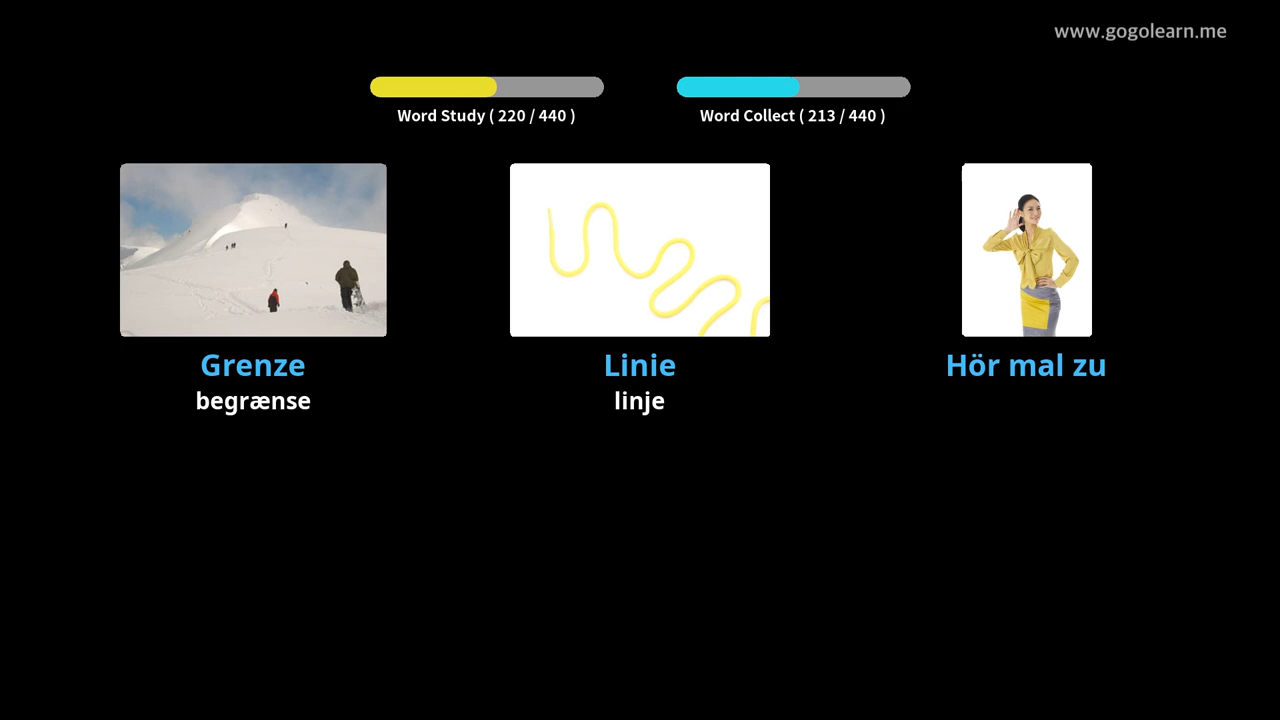 www.gogolearn.me
Word Study ( 220 / 440 )
Word Collect ( 213 / 440 )
Grenze
begrænse
Linie
linje
Hör mal zu